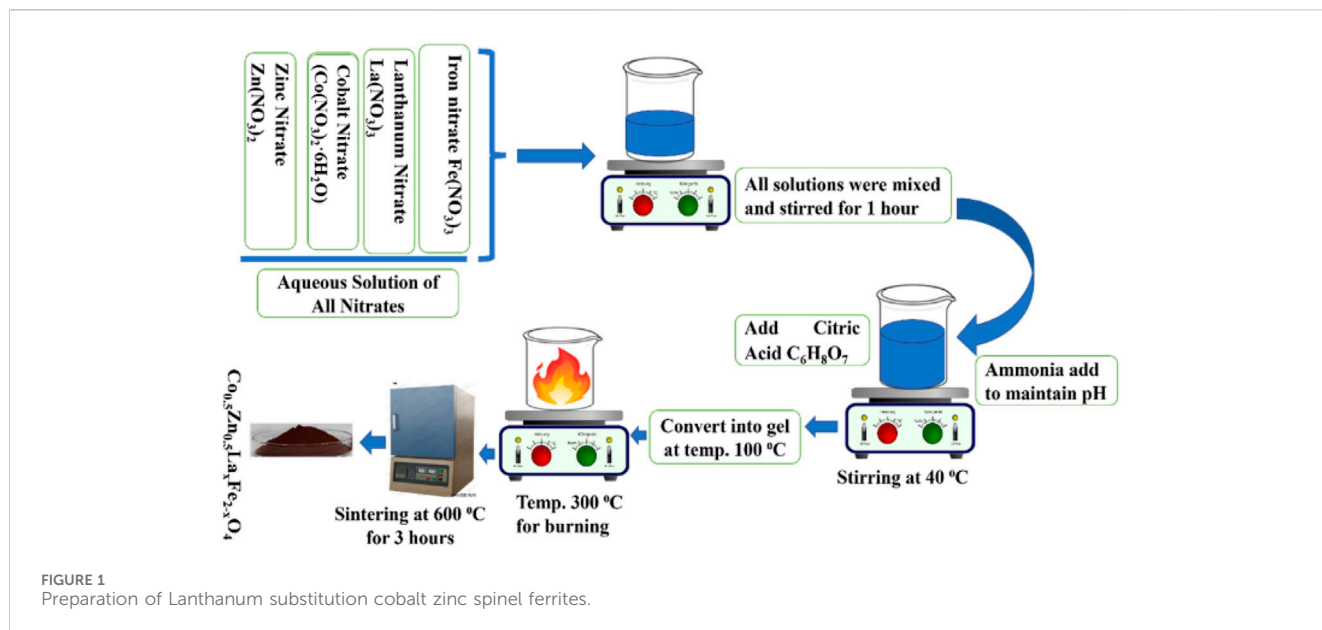 Zinc Nitrate
Zn(NO₃)₂
Cobalt Nitrate
(Co(NO₃)₂·6H₂O)
Lanthanum Nitrate
La(NO₃)₃
Iron nitrate Fe(NO₃)₃
Aqueous Solution of
All Nitrates
All solutions were mixed
and stirred for 1 hour
Add Citric
Acid C₆H₈O₇
Ammonia add
to maintain pH
Stirring at 40 ⁰C
Convert into gel
at temp. 100 ⁰C
Temp. 300 ⁰C
for burning
Sintering at 600 ⁰C
for 3 hours
Co₀.₅Zn₀.₅LaₓFe₂₋ₓO₄
FIGURE 1
Preparation of Lanthanum substitution cobalt zinc spinel ferrites.